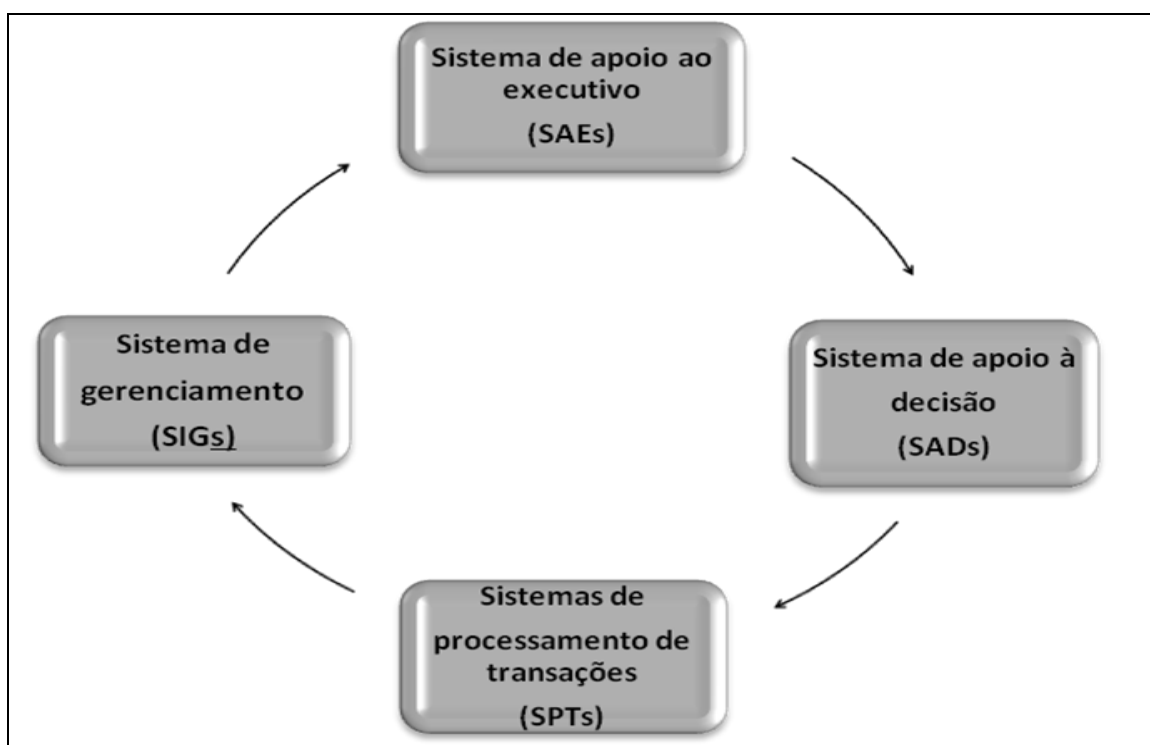 Sistema de apoio ao
executivo
(SAEs)
Sistema de
gerenciamento
(SIGs)
Sistema de apoio à
decisão
(SADs)
Sistemas de
processamento de
transações
(SPTs)